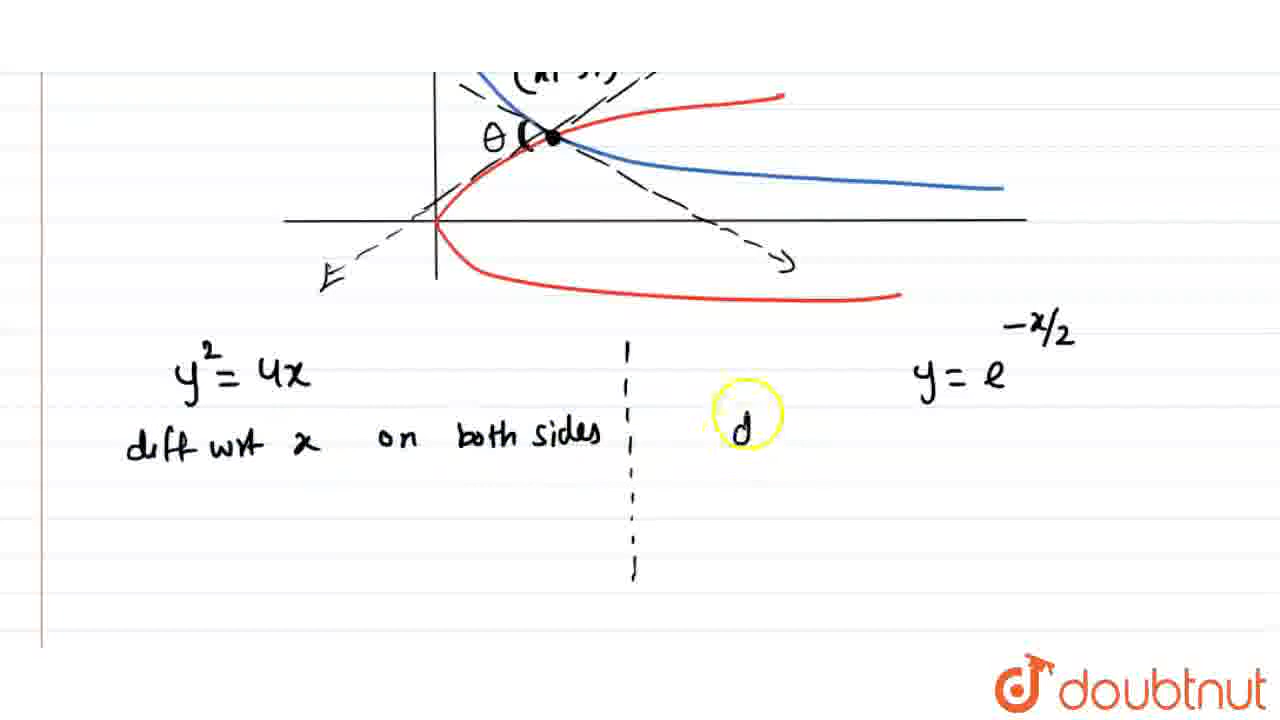 θ
y² = 4x
y = e^(-x/2)
diff wrt x on both sides
d
doubtnut